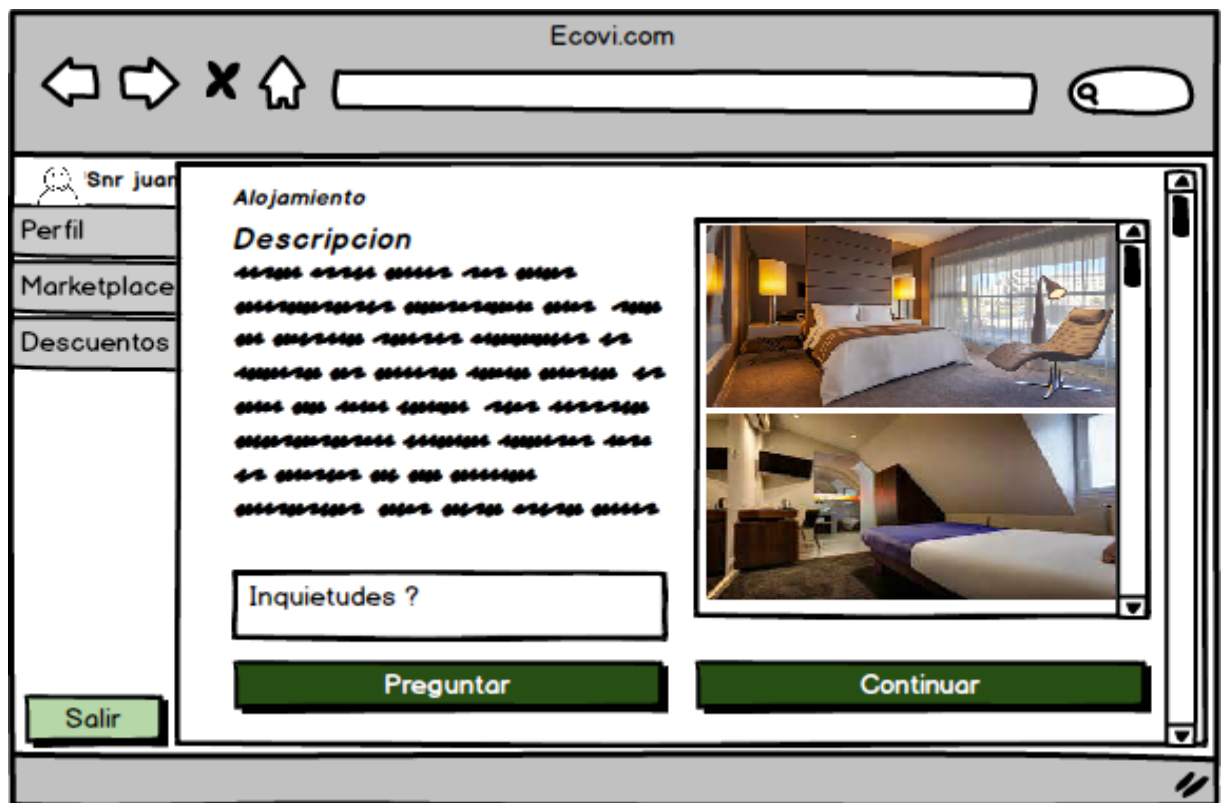 Ecovi.com
'Snr juan
Perfil
Marketplace
Descuentos
Salir
Alojamiento
Descripcion
Inquietudes ?
Preguntar
Continuar